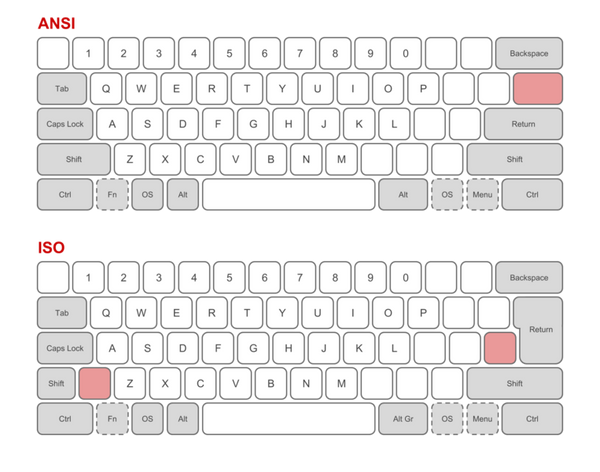 ANSI
1 2 3 4 5 6 7 8 9 0 Backspace
Tab Q W E R T Y U I O P
Caps Lock A S D F G H J K L Return
Shift Z X C V B N M Shift
Ctrl Fn OS Alt Alt OS Menu Ctrl
ISO
1 2 3 4 5 6 7 8 9 0 Backspace
Tab Q W E R T Y U I O P Return
Caps Lock A S D F G H J K L
Shift Z X C V B N M Shift
Ctrl Fn OS Alt Alt Gr OS Menu Ctrl